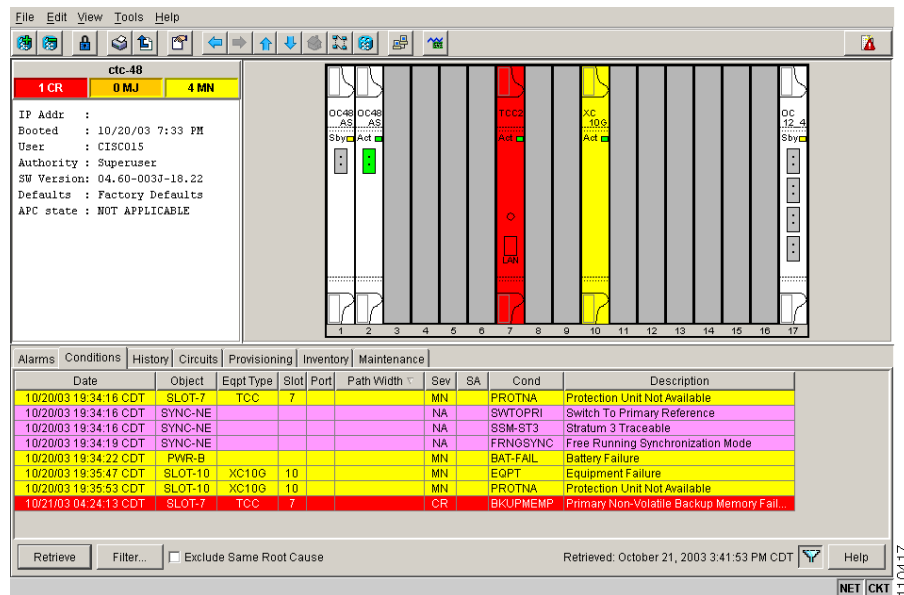 File Edit View Tools Help
ctc-48
1 CR 0 MJ 4 MN
IP Addr :
Booted : 10/20/03 7:33 PM
User : CISCO15
Authority : Superuser
SW Version: 04.60-003J-18.22
Defaults : Factory Defaults
APC state : NOT APPLICABLE
OC48 OC48 TCC2 XC OC
AS AS 10G 12_4
Sby Act Act Act Sby
LAN
1 2 3 4 5 6 7 8 9 10 11 12 13 14 15 16 17
Alarms Conditions History Circuits Provisioning Inventory Maintenance
Date Object Eqpt Type Slot Port Path Width Sev SA Cond Description
10/20/03 19:34:16 CDT SLOT-7 TCC 7 MN PROTNA Protection Unit Not Available
10/20/03 19:34:16 CDT SYNC-NE NA SWTOPRI Switch To Primary Reference
10/20/03 19:34:16 CDT SYNC-NE NA SSM-ST3 Stratum 3 Traceable
10/20/03 19:34:19 CDT SYNC-NE NA FRNGSYNC Free Running Synchronization Mode
10/20/03 19:34:22 CDT PWR-B MN BAT-FAIL Battery Failure
10/20/03 19:35:47 CDT SLOT-10 XC10G 10 MN EQPT Equipment Failure
10/20/03 19:35:53 CDT SLOT-10 XC10G 10 MN PROTNA Protection Unit Not Available
10/21/03 04:24:13 CDT SLOT-7 TCC 7 CR BKUPMEMP Primary Non-Volatile Backup Memory Fail...
Retrieve Filter... Exclude Same Root Cause Retrieved: October 21, 2003 3:41:53 PM CDT Help
NET CKT
110417